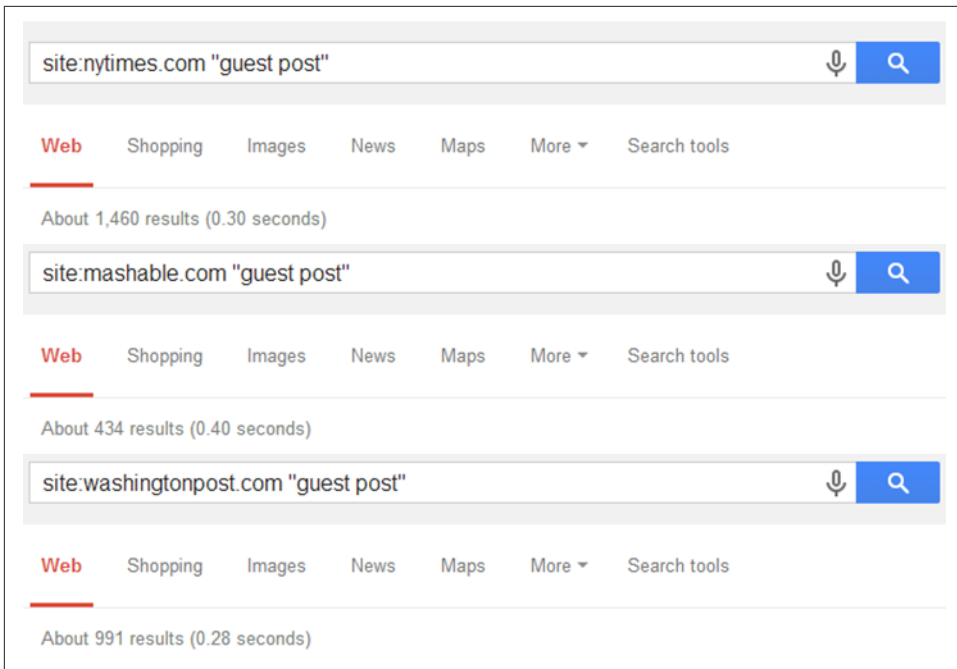 site:nytimes.com "guest post"
Web Shopping Images News Maps More Search tools
About 1,460 results (0.30 seconds)
site:mashable.com "guest post"
Web Shopping Images News Maps More Search tools
About 434 results (0.40 seconds)
site:washingtonpost.com "guest post"
Web Shopping Images News Maps More Search tools
About 991 results (0.28 seconds)